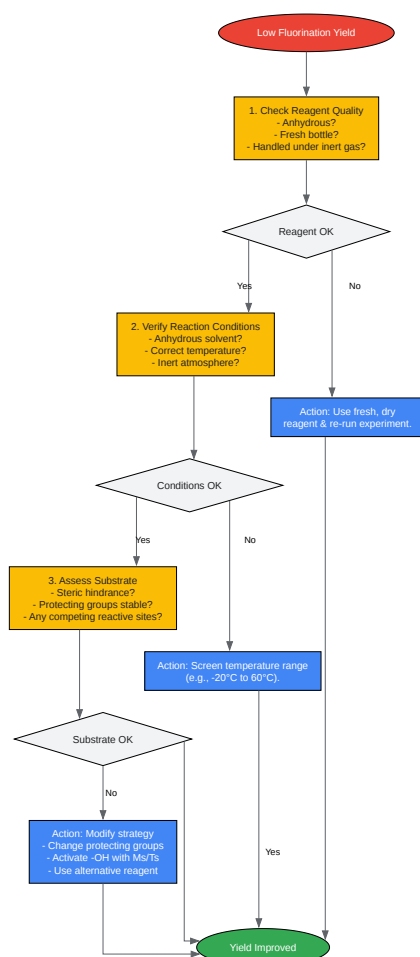 Low Fluorination Yield
1. Check Reagent Quality
- Anhydrous?
- Fresh bottle?
- Handled under inert gas?
Reagent OK
Yes
No
2. Verify Reaction Conditions
- Anhydrous solvent?
- Correct temperature?
- Inert atmosphere?
Action: Use fresh, dry
reagent & re-run experiment.
Conditions OK
Yes
No
3. Assess Substrate
- Steric hindrance?
- Protecting groups stable?
- Any competing reactive sites?
Action: Screen temperature range
(e.g., -20°C to 60°C).
Substrate OK
No
Action: Modify strategy
- Change protecting groups
- Activate -OH with Ms/Ts
- Use alternative reagent
Yes
Yield Improved